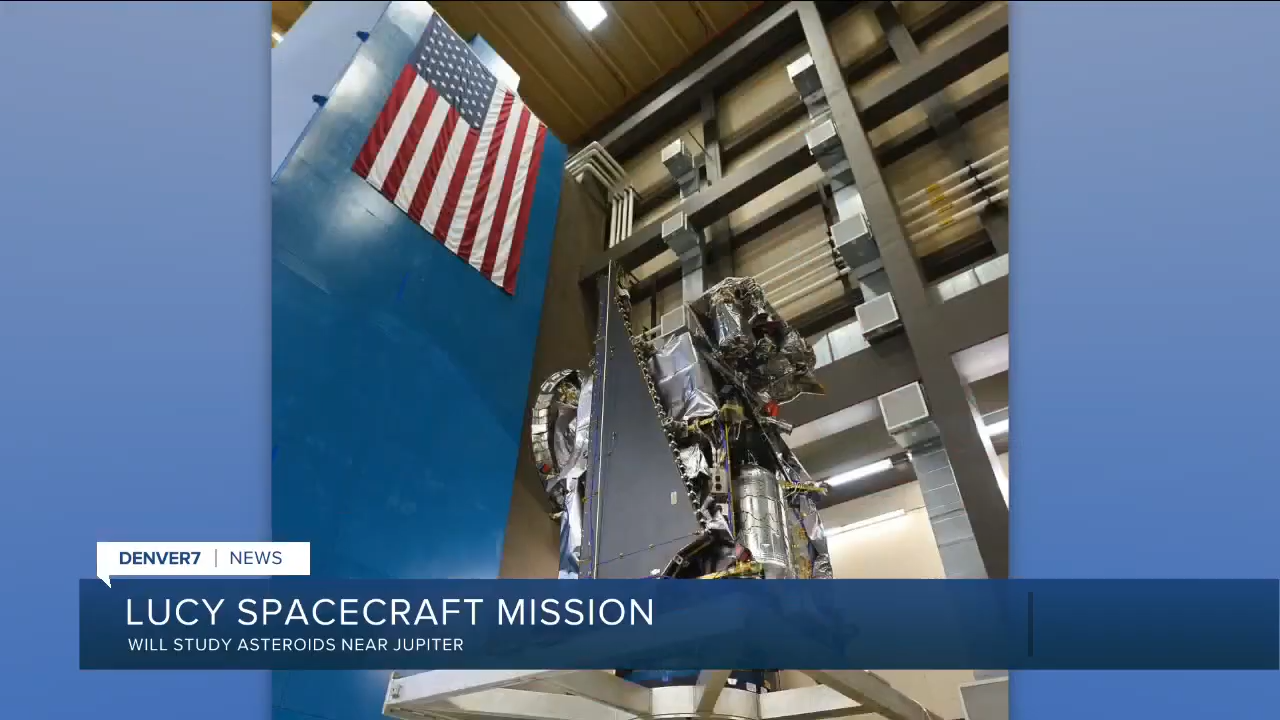 DENVER7 | NEWS
LUCY SPACECRAFT MISSION
WILL STUDY ASTEROIDS NEAR JUPITER